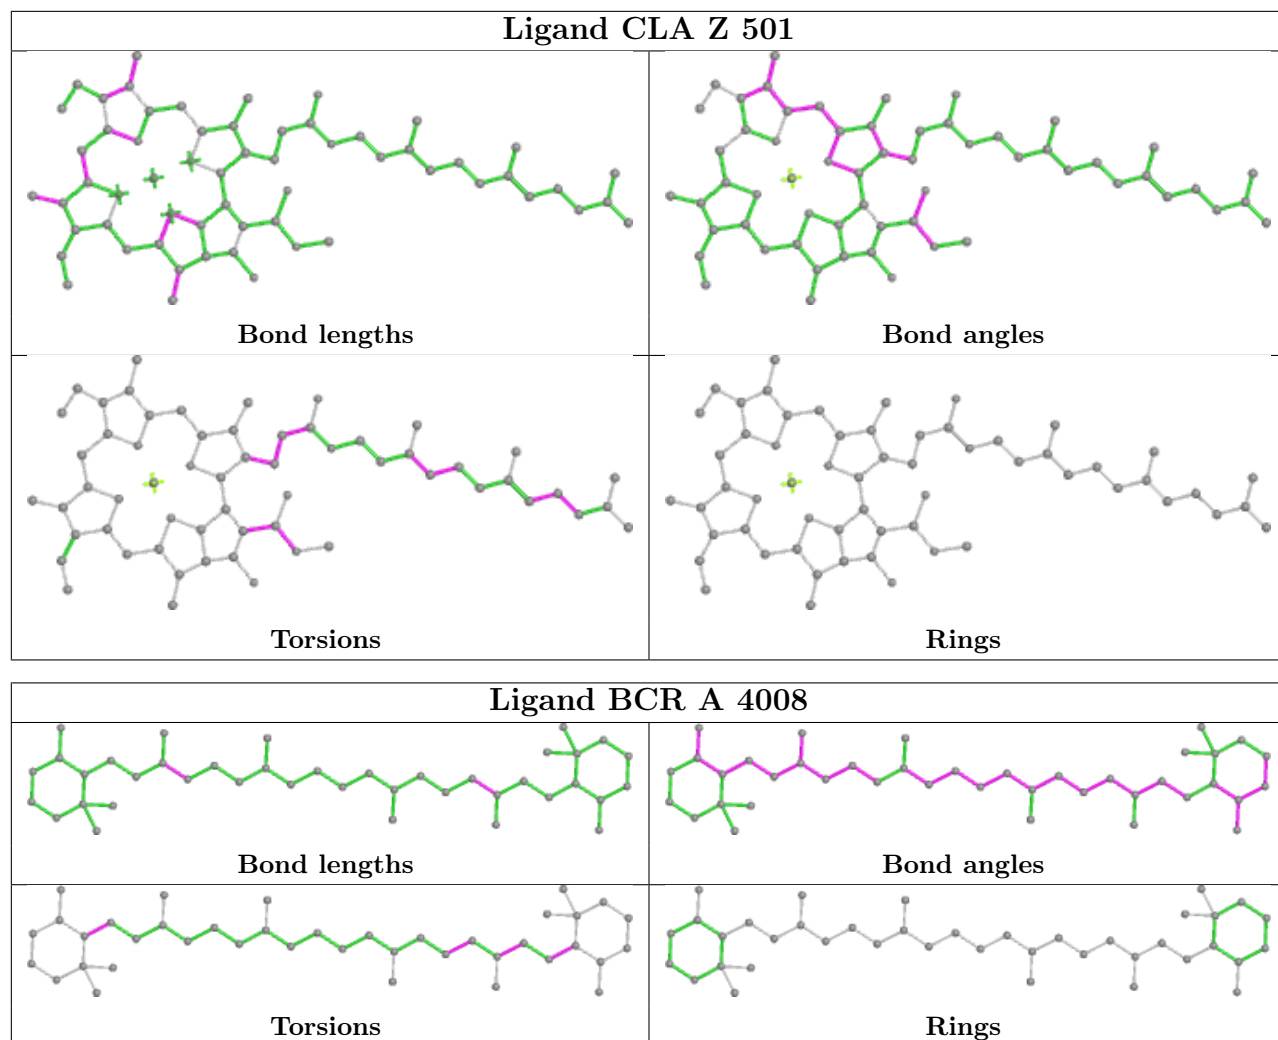 Ligand CLA Z 501
Bond lengths
Bond angles
Torsions
Rings
Ligand BCR A 4008
Bond lengths
Bond angles
Torsions
Rings